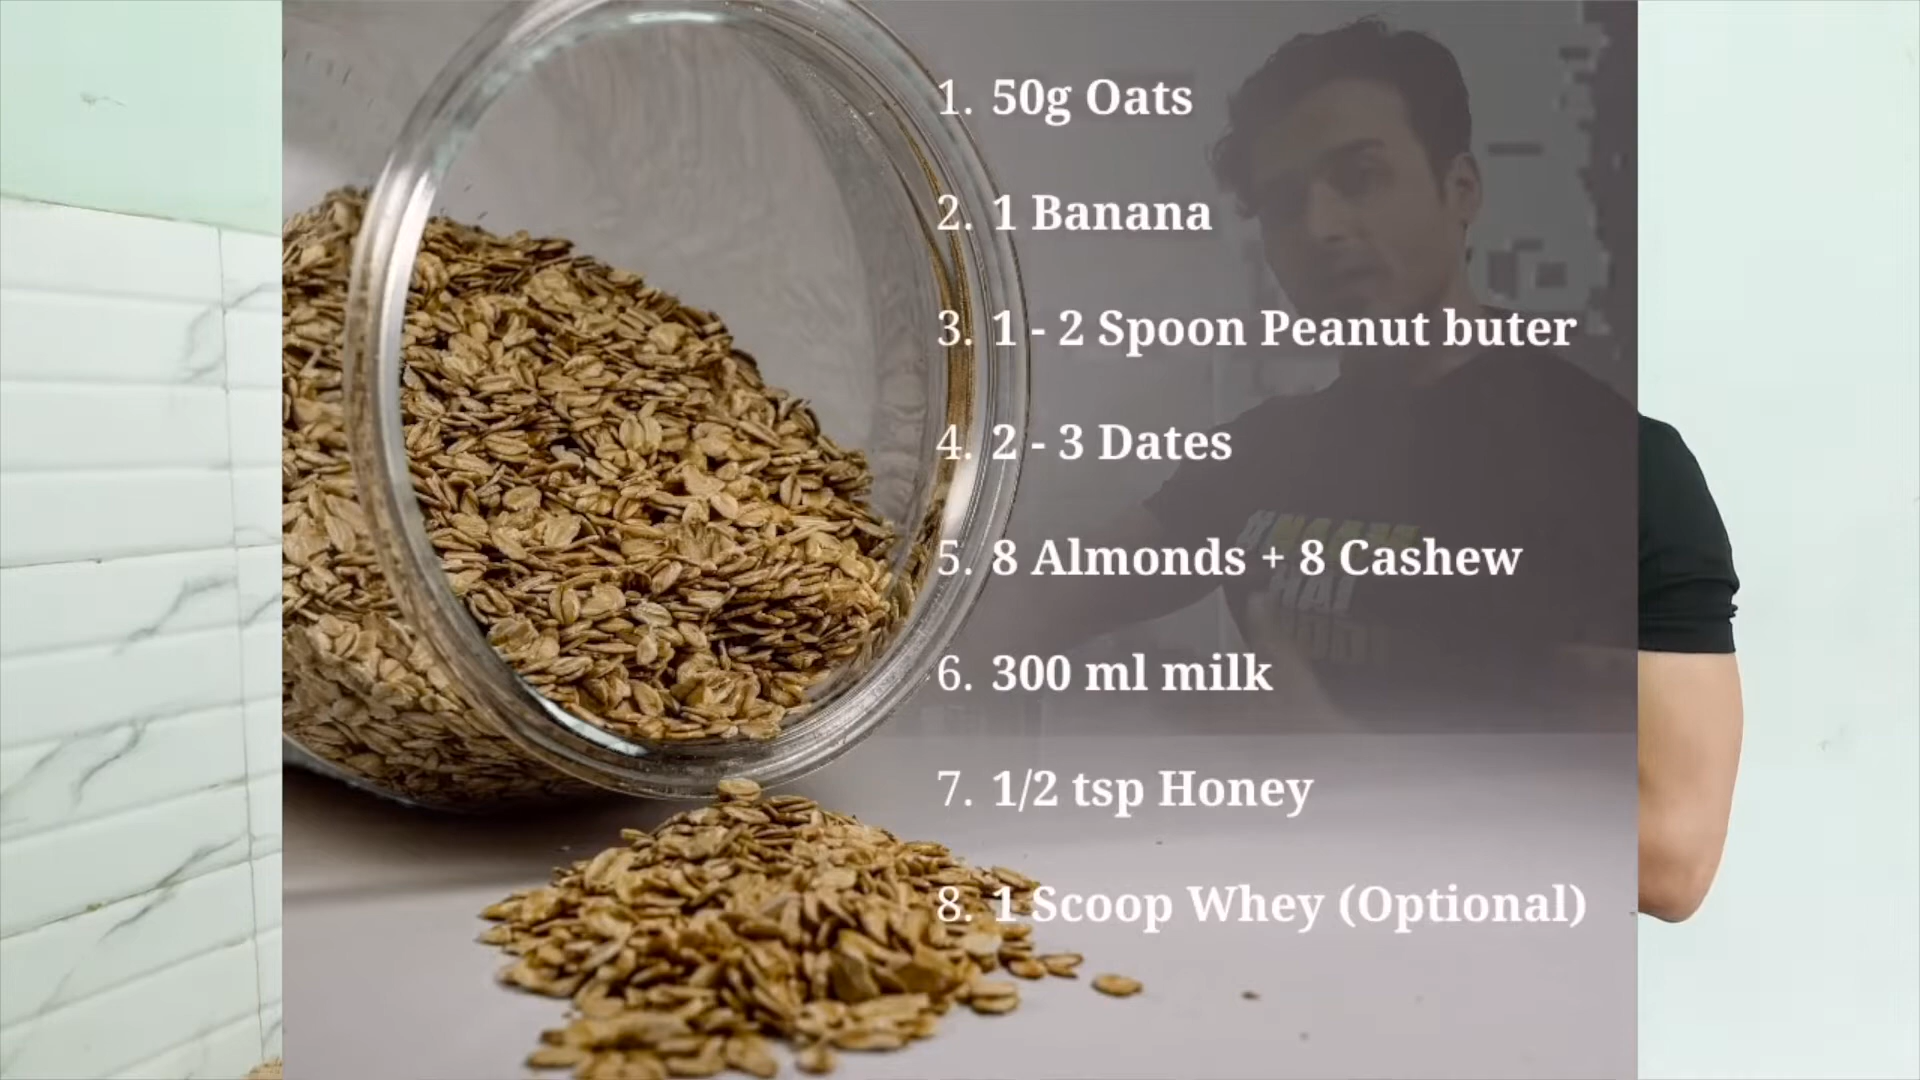 1. 50g Oats
2. 1 Banana
3. 1 - 2 Spoon Peanut buter
4. 2 - 3 Dates
5. 8 Almonds + 8 Cashew
6. 300 ml milk
7. 1/2 tsp Honey
8. 1 Scoop Whey (Optional)